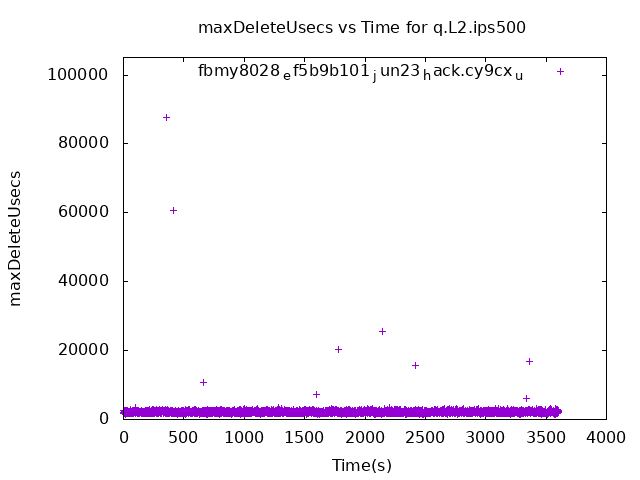 maxDeleteUsecs vs Time for q.L2.ips500
fbmy8028ef5b9b101jun23hack.cy9cxu
100000
80000
60000
40000
20000
0
maxDeleteUsecs
0 500 1000 1500 2000 2500 3000 3500 4000
Time(s)